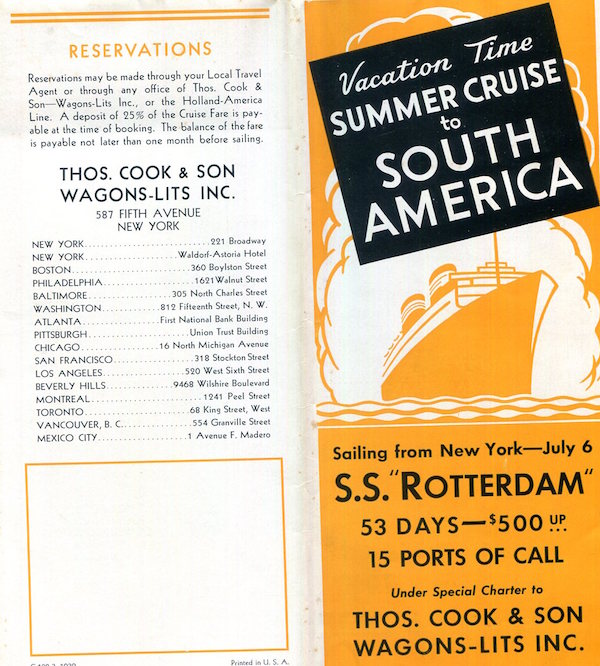 RESERVATIONS
Reservations may be made through your Local Travel
Agent or through any office of Thos. Cook &
Son—Wagons-Lits Inc., or the Holland-America
Line. A deposit of 25% of the Cruise Fare is pay-
able at the time of booking. The balance of the fare
is payable not later than one month before sailing.
THOS. COOK & SON
WAGONS-LITS INC.
587 FIFTH AVENUE
NEW YORK
NEW YORK..............................221 Broadway
NEW YORK......................Waldorf-Astoria Hotel
BOSTON...............................360 Boylston Street
PHILADELPHIA.........................1621 Walnut Street
BALTIMORE....................305 North Charles Street
WASHINGTON..............812 Fifteenth Street, N. W.
ATLANTA...................First National Bank Building
PITTSBURGH........................Union Trust Building
CHICAGO...................16 North Michigan Avenue
SAN FRANCISCO...................318 Stockton Street
LOS ANGELES......................520 West Sixth Street
BEVERLY HILLS................9468 Wilshire Boulevard
MONTREAL...........................1241 Peel Street
TORONTO........................68 King Street, West
VANCOUVER, B. C.................554 Granville Street
MEXICO CITY.......................1 Avenue F. Madero
Printed in U. S. A.
Vacation Time
SUMMER CRUISE
to
SOUTH
AMERICA
Sailing from New York—July 6
S.S. "ROTTERDAM"
53 DAYS—$500 UP...
15 PORTS OF CALL
Under Special Charter to
THOS. COOK & SON
WAGONS-LITS INC.